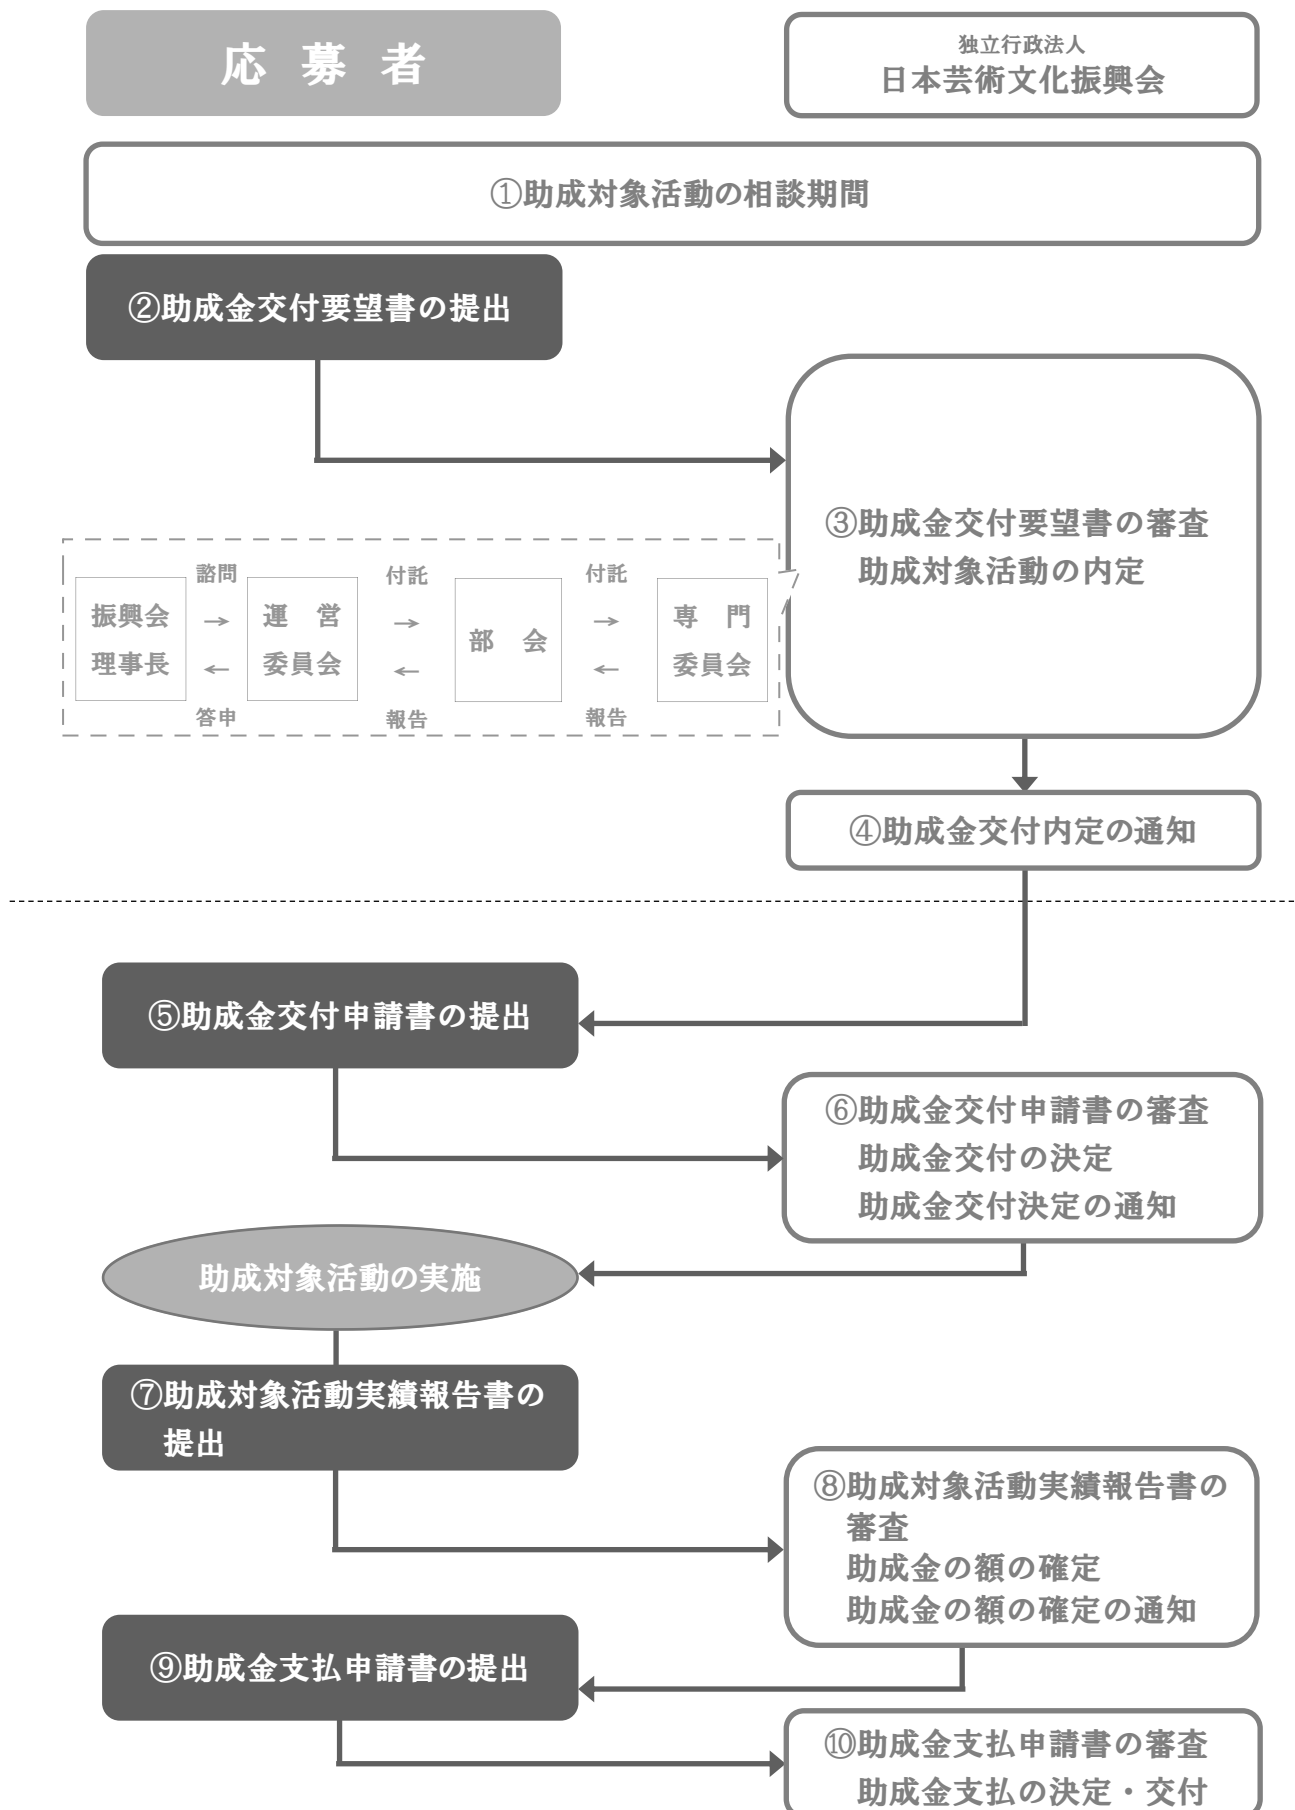 応募者
独立行政法人
日本芸術文化振興会
①助成対象活動の相談期間
②助成金交付要望書の提出
③助成金交付要望書の審査
助成対象活動の内定
諮問
付託
付託
振興会
理事長
→
←
運営
委員会
→
←
部会
→
←
専門
委員会
答申
報告
報告
④助成金交付内定の通知
⑤助成金交付申請書の提出
⑥助成金交付申請書の審査
助成金交付の決定
助成金交付決定の通知
助成対象活動の実施
⑦助成対象活動実績報告書の
提出
⑧助成対象活動実績報告書の
審査
助成金の額の確定
助成金の額の確定の通知
⑨助成金支払申請書の提出
⑩助成金支払申請書の審査
助成金支払の決定・交付